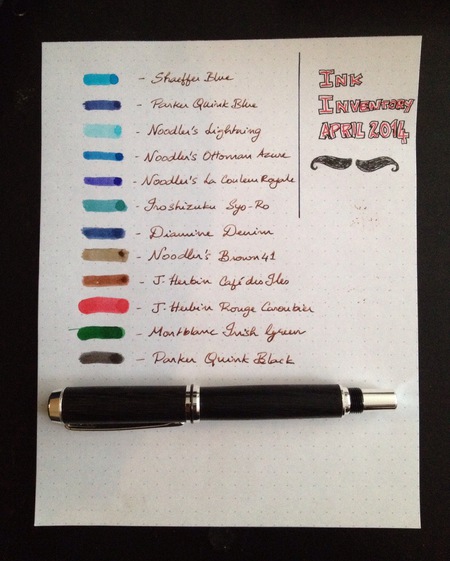 - Shaeffer Blue
- Parker Quink Blue
- Noodler's Lightning
- Noodler's Ottoman Azure
- Noodler's La Couleur Royale
- Iroshizuku Syo-Ro
- Diamine Denim
- Noodler's Brown 41
- J. Herbin Café des Iles
- J. Herbin Rouge Caroubier
- Montblanc Irish Green
- Parker Quink Black
Ink
Inventory
April 2014